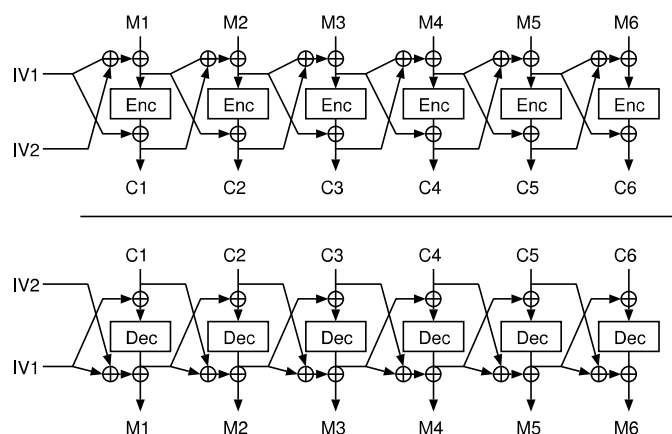 M1 M2 M3 M4 M5 M6
IV1
Enc Enc Enc Enc Enc Enc
IV2
C1 C2 C3 C4 C5 C6
C1 C2 C3 C4 C5 C6
IV2
Dec Dec Dec Dec Dec Dec
IV1
M1 M2 M3 M4 M5 M6